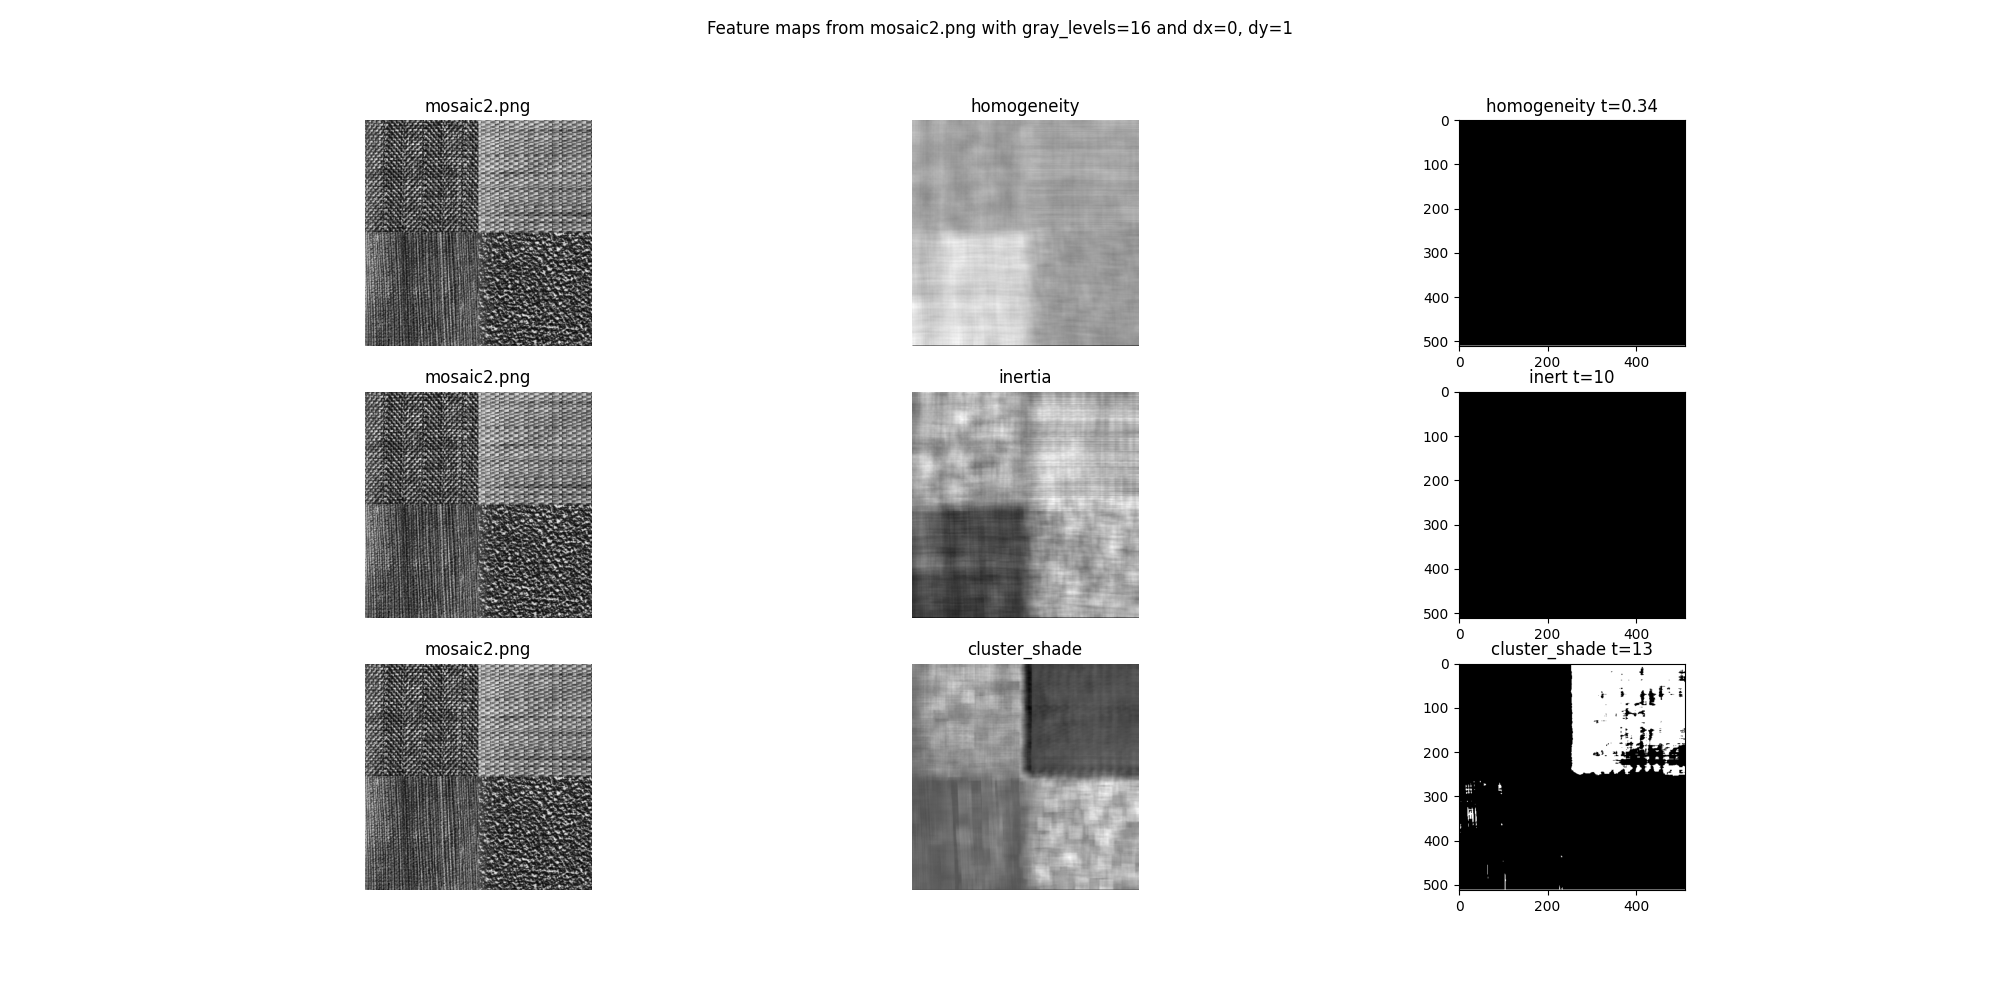 Feature maps from mosaic2.png with gray_levels=16 and dx=0, dy=1
mosaic2.png
homogeneity
homogeneity t=0.34
0
100
200
300
400
500
0 200 400
mosaic2.png
inertia
inert t=10
0
100
200
300
400
500
0 200 400
mosaic2.png
cluster_shade
cluster_shade t=13
0
100
200
300
400
500
0 200 400